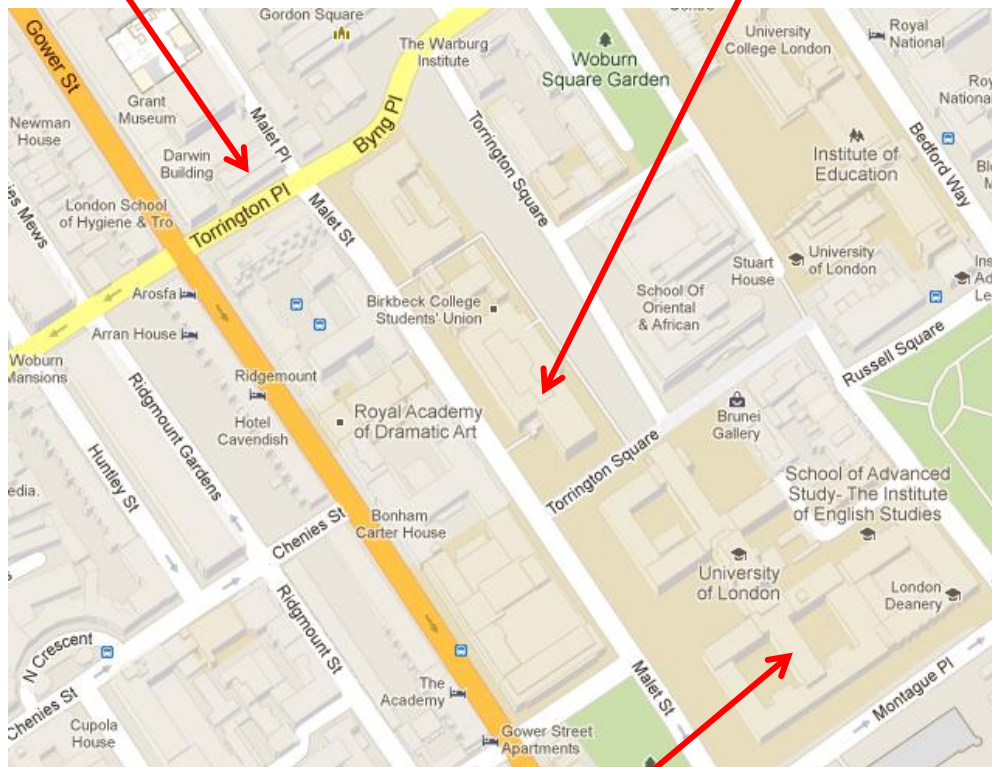 Gordon Square
Gower St
The Warburg
Institute
Woburn
Square Garden
Centre
University
College London
Royal
National
Newman
House
Grant
Museum
Malet Pl
Byng Pl
Darwin
Building
Torrington Square
Institute of
Education
Bedford Way
London School
of Hygiene & Tro
Torrington Pl
Malet St
Arosfa
Arran House
Birkbeck College
Students' Union
School Of
Oriental
& African
Stuart
House
University
of London
Woburn
Mansions
Ridgemount
Hotel
Cavendish
Royal Academy
of Dramatic Art
Russell Square
Brunei
Gallery
Ridgmount Gardens
Huntley St
Torrington Square
School of Advanced
Study- The Institute
of English Studies
edia.
Chenies St
Bonham
Carter House
University
of London
London
Deanery
Ridgmount St
N Crescent
Malet St
Montague Pl
Chenies St
The
Academy
Cupola
House
Gower Street
Apartments